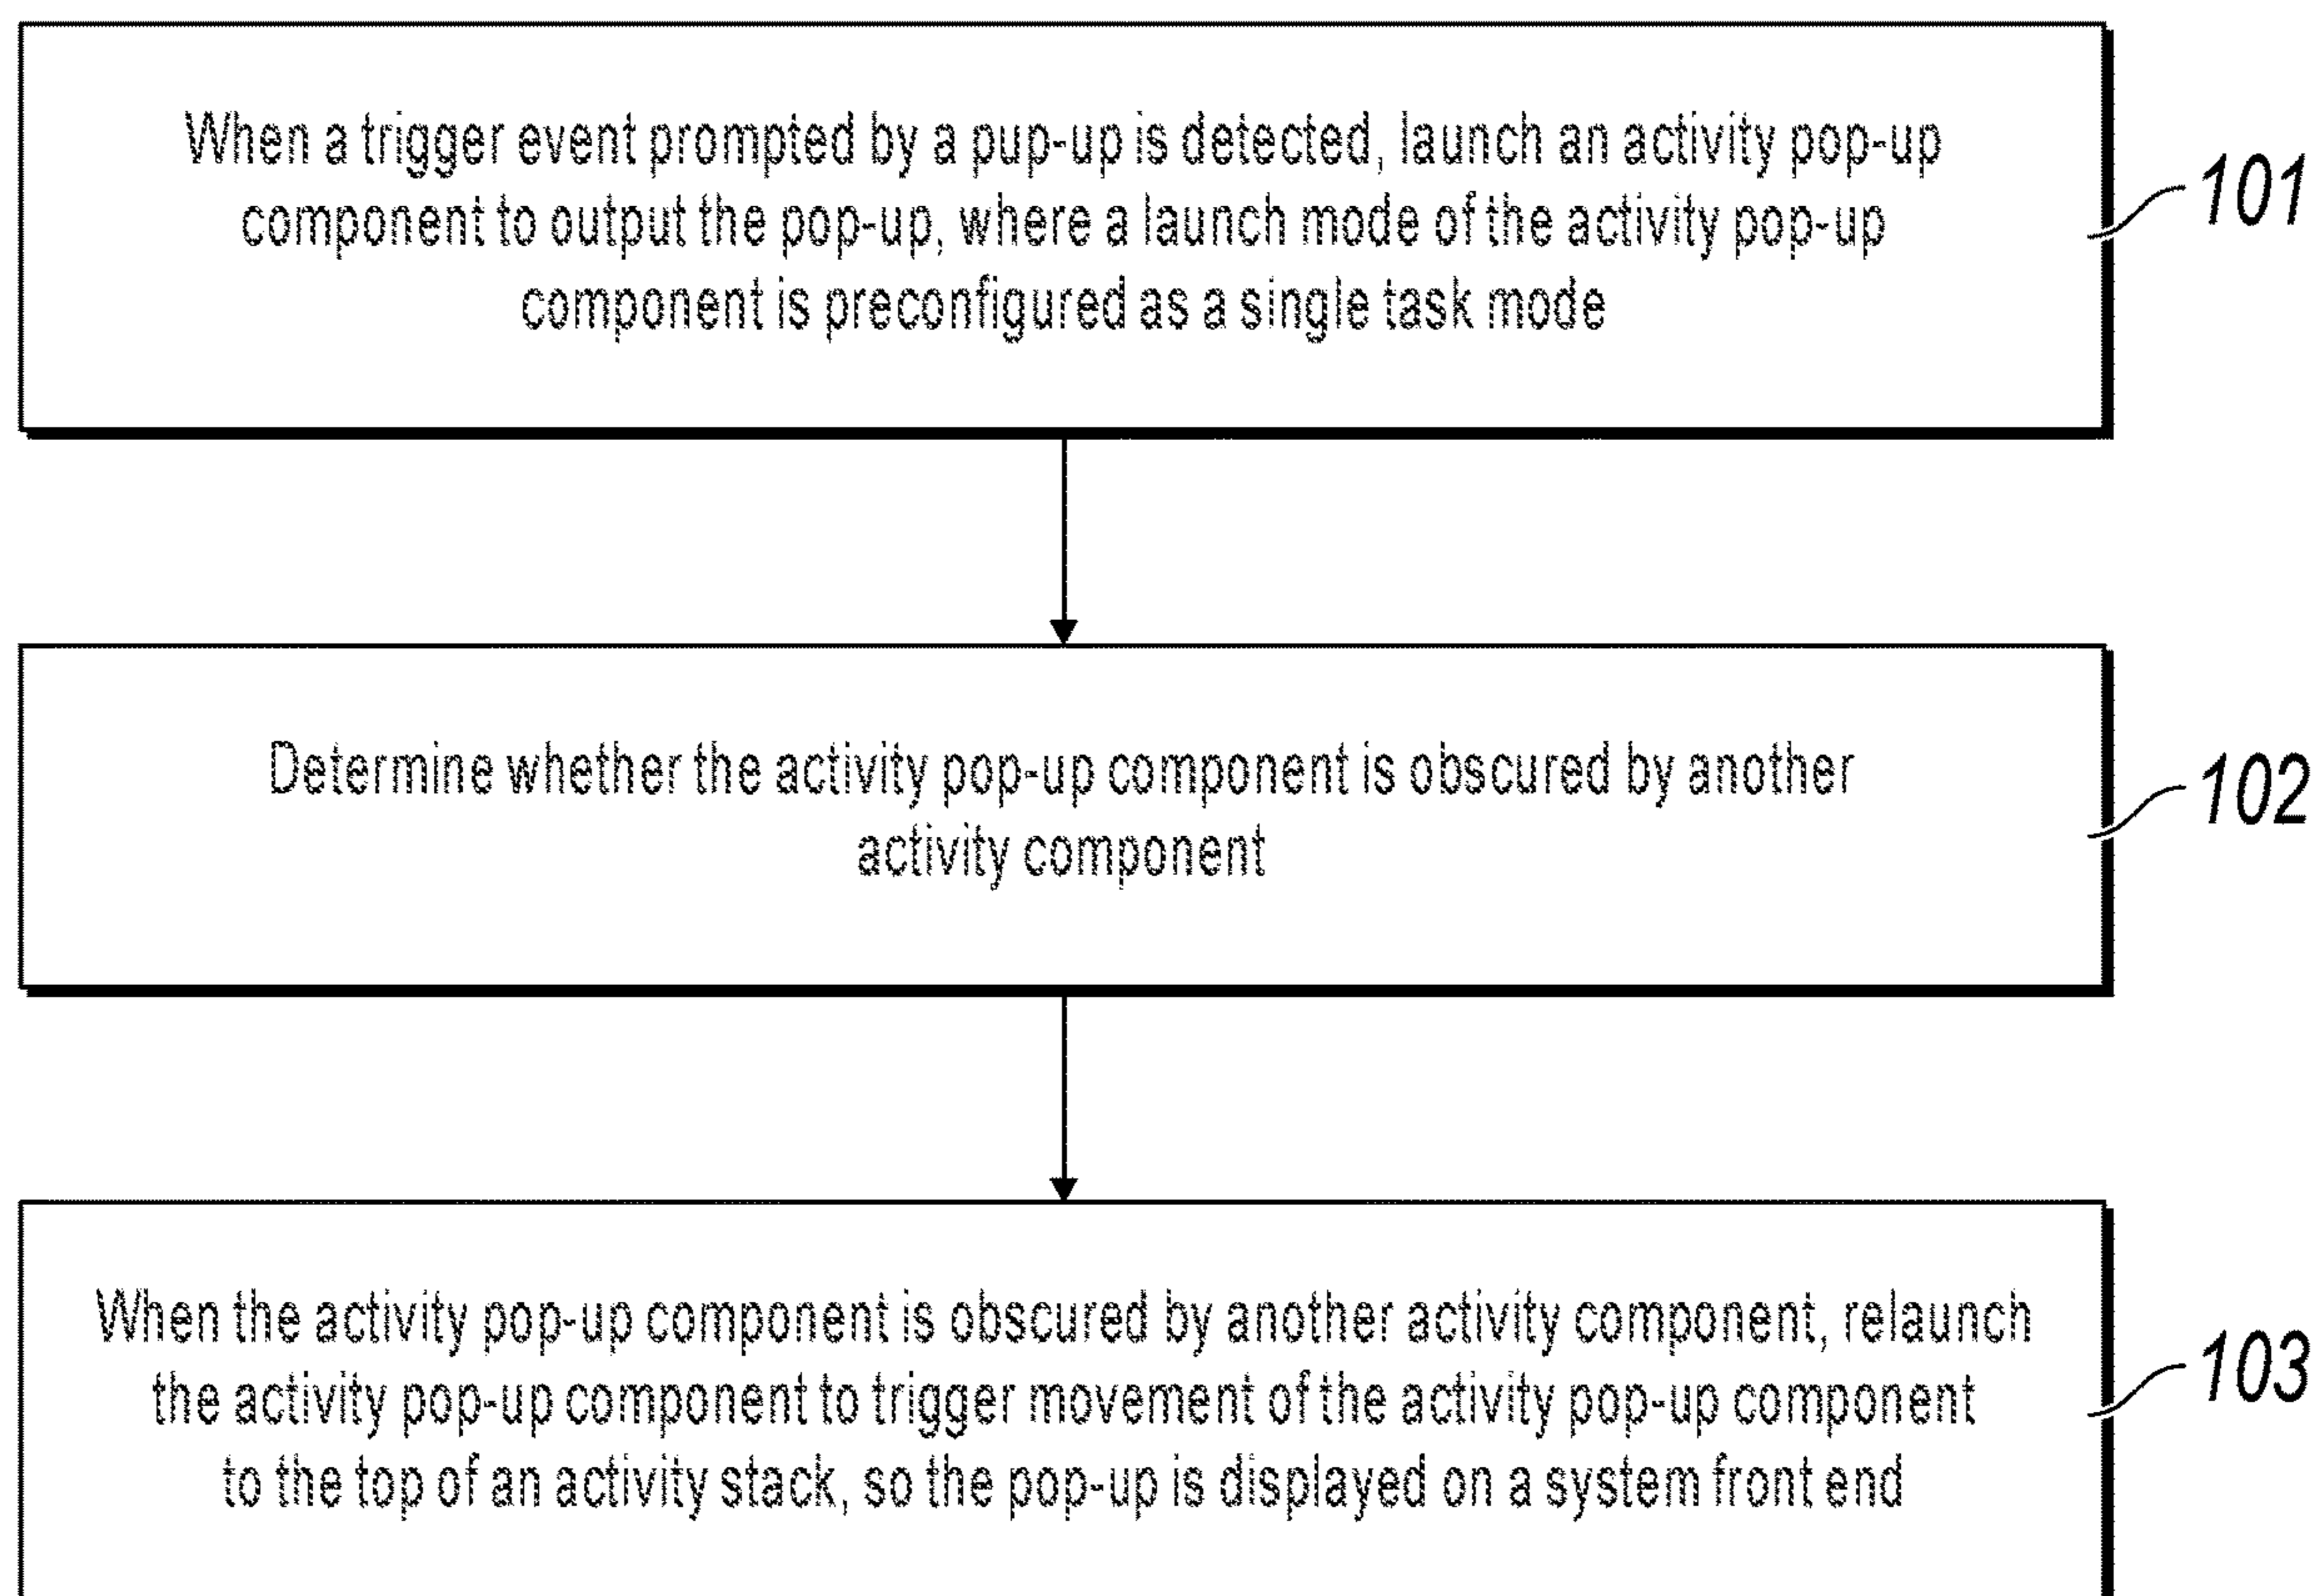 When a trigger event prompted by a pup-up is detected, launch an activity pop-up
component to output the pop-up, where a launch mode of the activity pop-up
component is preconfigured as a single task mode
101
Determine whether the activity pop-up component is obscured by another
activity component
102
When the activity pop-up component is obscured by another activity component, relaunch
the activity pop-up component to trigger movement of the activity pop-up component
to the top of an activity stack, so the pop-up is displayed on a system front end
103